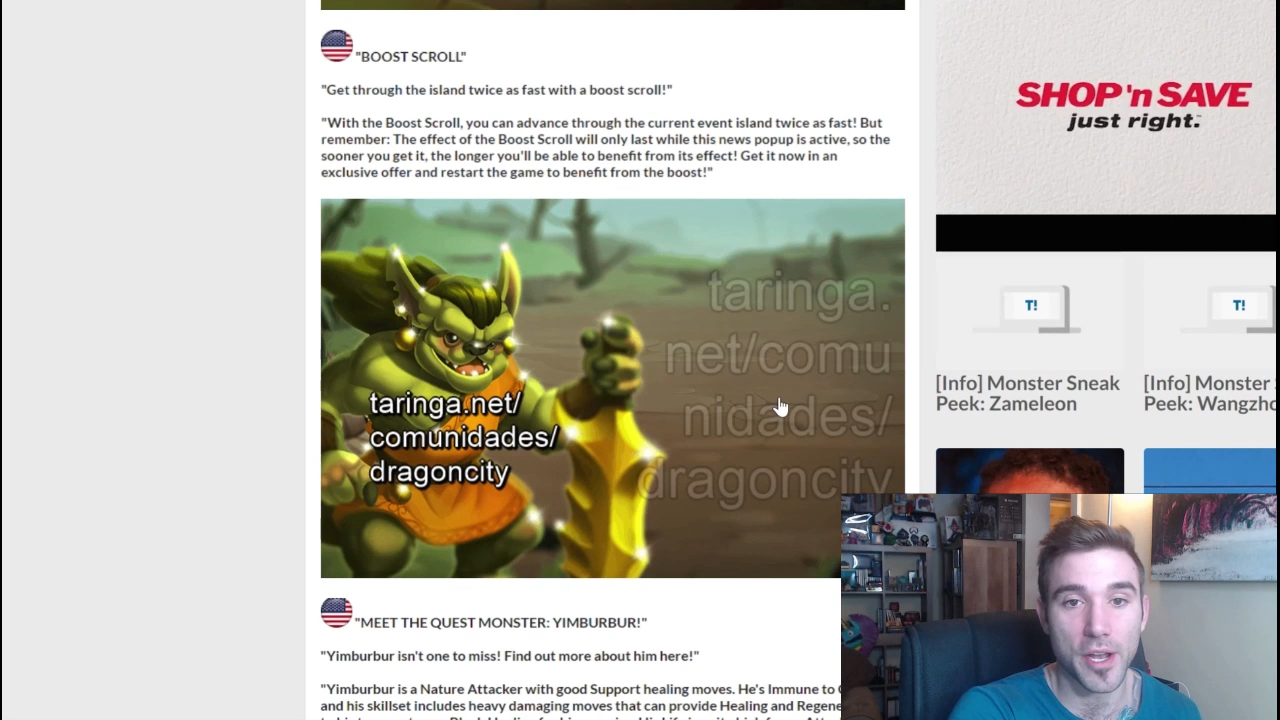 "BOOST SCROLL"
"Get through the island twice as fast with a boost scroll!"
"With the Boost Scroll, you can advance through the current event island twice as fast! But
remember: The effect of the Boost Scroll will only last while this news popup is active, so the
sooner you get it, the longer you'll be able to benefit from its effect! Get it now in an
exclusive offer and restart the game to benefit from the boost!"
taringa.net/
comunidades/
dragoncity
taringa.
net/comu
nidades/
dragoncity
"MEET THE QUEST MONSTER: YIMBURBUR!"
"Yimburbur isn't one to miss! Find out more about him here!"
"Yimburbur is a Nature Attacker with good Support healing moves. He's Immune to
and his skillset includes heavy damaging moves that can provide Healing and Regene
SHOP 'n SAVE
just right.
T!
T!
[Info] Monster Sneak
Peek: Zameleon
[Info] Monster
Peek: Wangzho